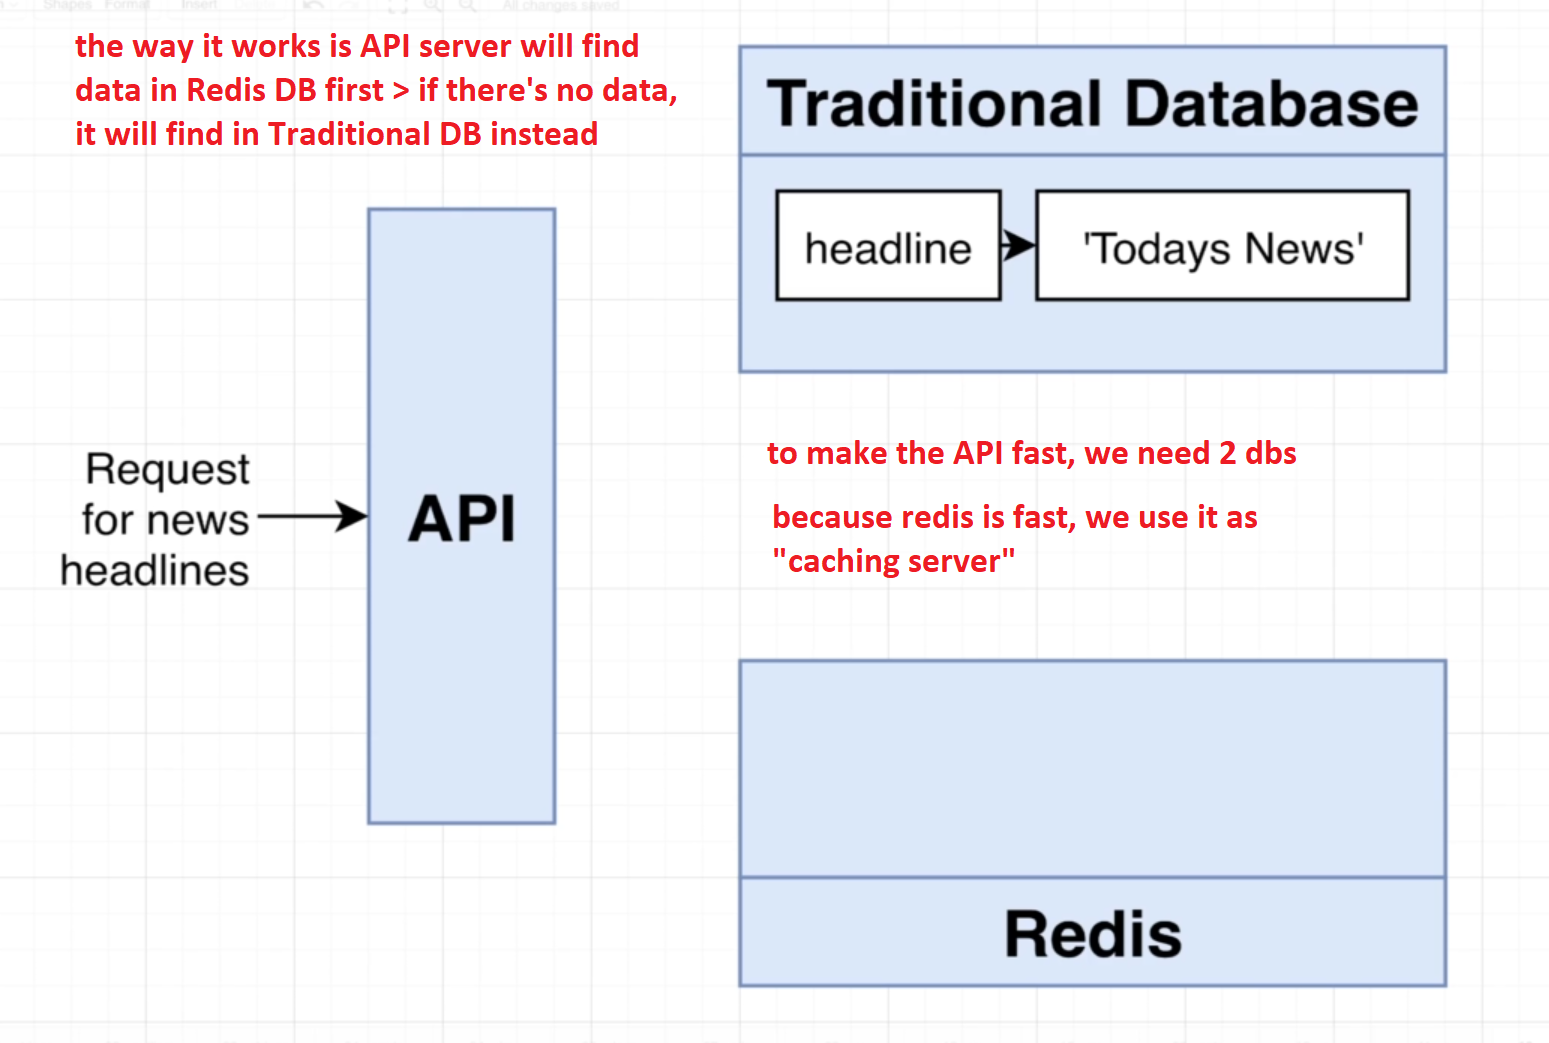 Shapes Format Insert All changes saved
the way it works is API server will find
data in Redis DB first > if there's no data,
it will find in Traditional DB instead
Traditional Database
headline
'Todays News'
Request
for news
headlines
API
to make the API fast, we need 2 dbs
because redis is fast, we use it as
"caching server"
Redis